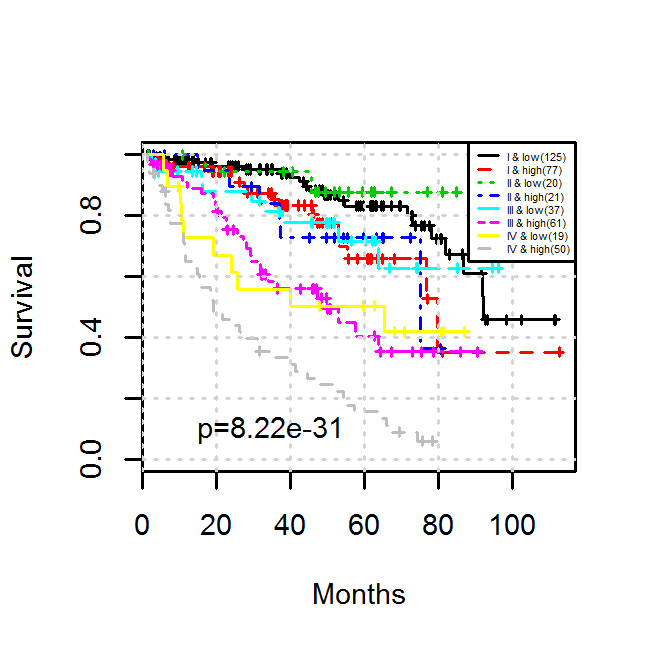 I & low(125)
I & high(77)
II & low(20)
II & high(21)
III & low(37)
III & high(61)
IV & low(19)
IV & high(50)
0.8
0.4
0.0
Survival
p=8.22e-31
0 20 40 60 80 100
Months